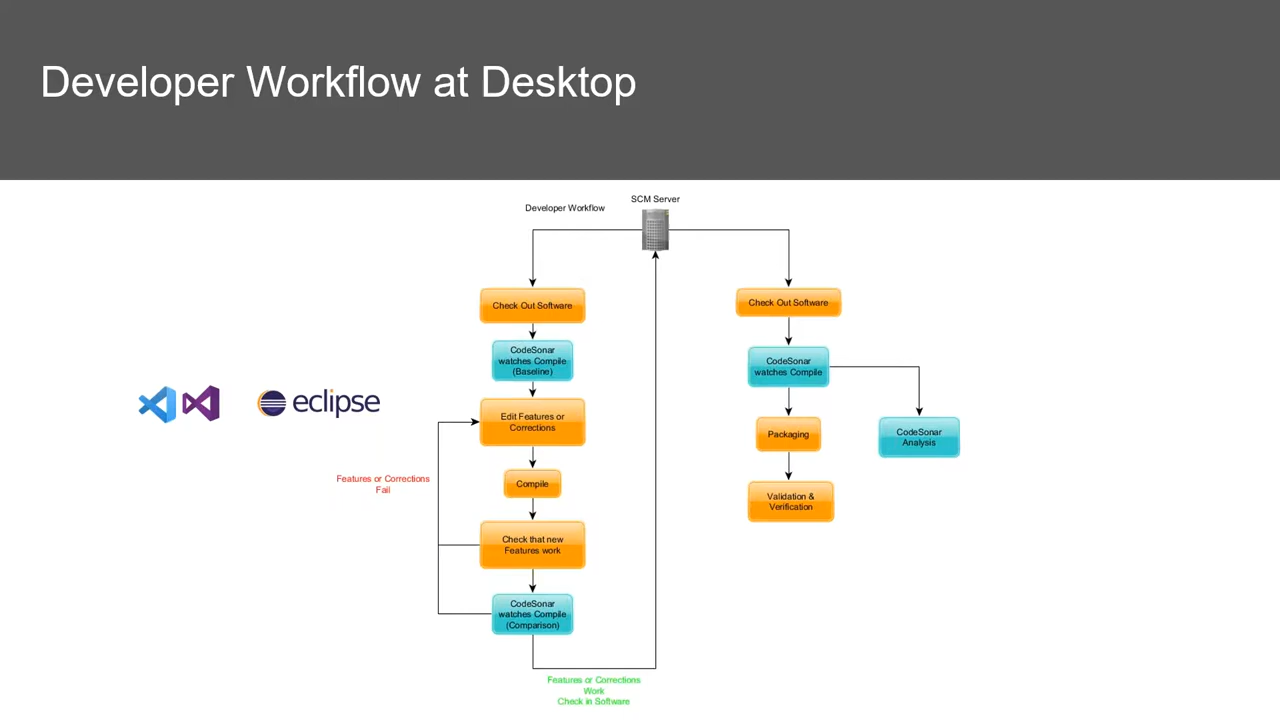 Developer Workflow at Desktop
SCM Server
Developer Workflow
Check Out Software
CodeSonar
watches Compile
(Baseline)
Edit Features or
Corrections
Compile
Check that new
Features work
CodeSonar
watches Compile
(Comparison)
Features or Corrections
Fail
Features or Corrections
Work
Check in Software
eclipse
Check Out Software
CodeSonar
watches Compile
Packaging
Validation &
Verification
CodeSonar
Analysis